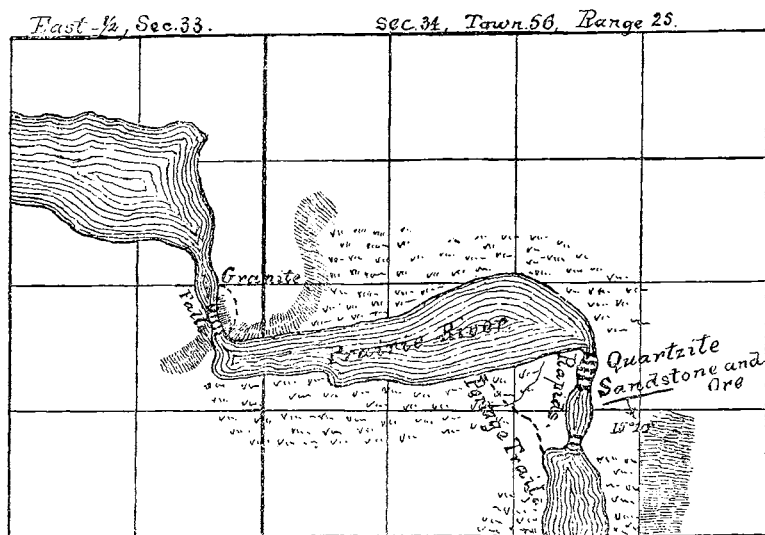 East ½, Sec. 33.
Sec. 34, Town. 56, Range 25.
Granite
Falls
Prairie River.
Rapids.
Quartzite
Sandstone and
Ore
Portage Trails